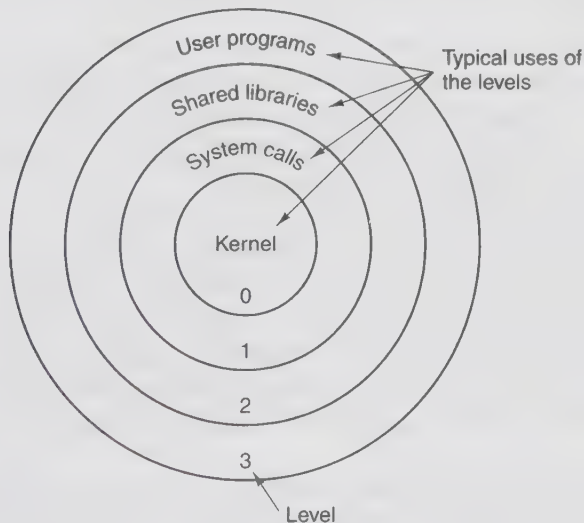 User programs
Typical uses of
the levels
Shared libraries
System calls
Kernel
0
1
2
3
Level